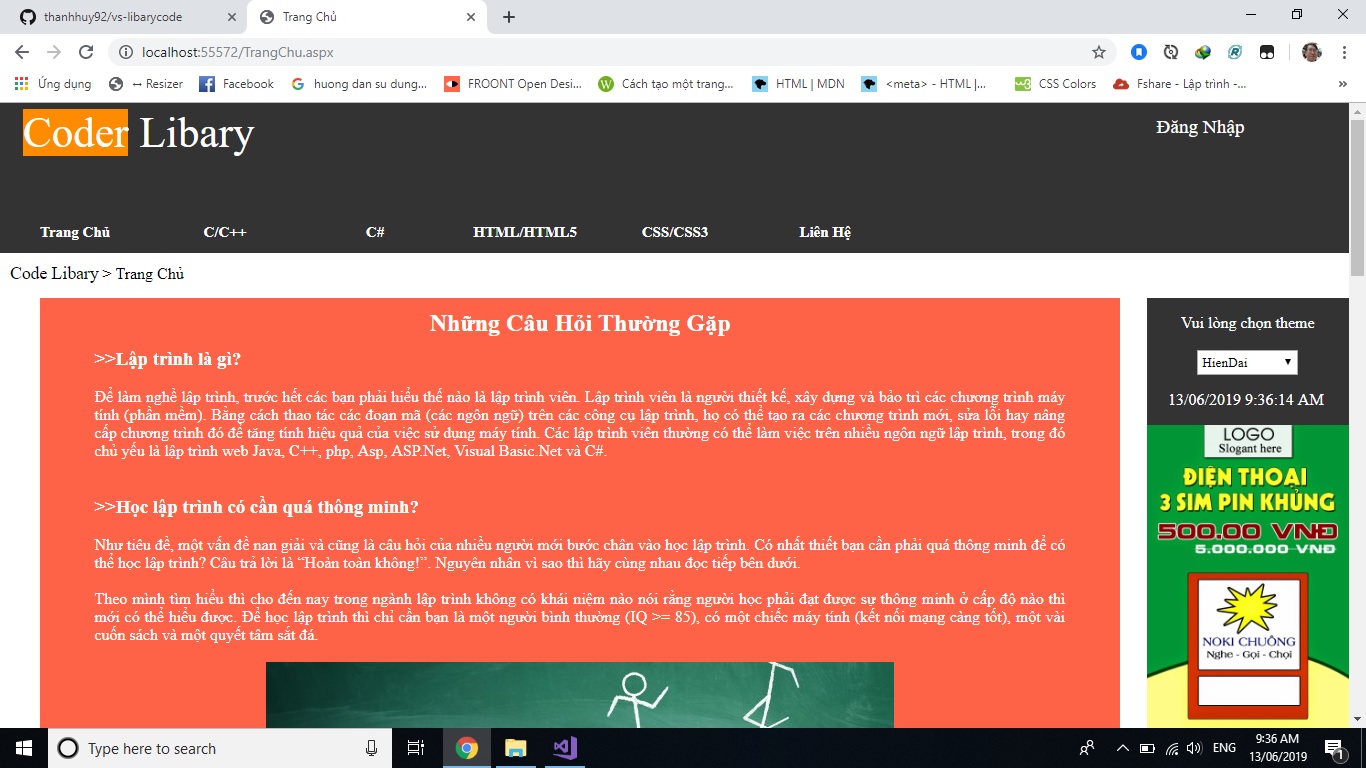 thanhhuy92/vs-libarycode
Trang Chủ
localhost:55572/TrangChu.aspx
Ứng dụng
↔ Resizer
Facebook
huong dan su dung...
FROONT Open Desi...
Cách tạo một trang...
HTML | MDN
<meta> - HTML |...
CSS Colors
Fshare - Lập trình -...
»
Coder Libary
Đăng Nhập
Trang Chủ
C/C++
C#
HTML/HTML5
CSS/CSS3
Liên Hệ
Code Libary > Trang Chủ
Những Câu Hỏi Thường Gặp
>>Lập trình là gì?
Để làm nghề lập trình, trước hết các bạn phải hiểu thế nào là lập trình viên. Lập trình viên là người thiết kế, xây dựng và bảo trì các chương trình máy
tính (phần mềm). Bằng cách thao tác các đoạn mã (các ngôn ngữ) trên các công cụ lập trình, họ có thể tạo ra các chương trình mới, sửa lỗi hay nâng
cấp chương trình đó để tăng tính hiệu quả của việc sử dụng máy tính. Các lập trình viên thường có thể làm việc trên nhiều ngôn ngữ lập trình, trong đó
chủ yếu là lập trình web Java, C++, php, Asp, ASP.Net, Visual Basic.Net và C#.
>>Học lập trình có cần quá thông minh?
Như tiêu đề, một vấn đề nan giải và cũng là câu hỏi của nhiều người mới bước chân vào học lập trình. Có nhất thiết bạn cần phải quá thông minh để có
thể học lập trình? Câu trả lời là “Hoàn toàn không!”. Nguyên nhân vì sao thì hãy cùng nhau đọc tiếp bên dưới.
Theo mình tìm hiểu thì cho đến nay trong ngành lập trình không có khái niệm nào nói rằng người học phải đạt được sự thông minh ở cấp độ nào thì
mới có thể hiểu được. Để học lập trình thì chỉ cần bạn là một người bình thường (IQ >= 85), có một chiếc máy tính (kết nối mạng càng tốt), một vài
cuốn sách và một quyết tâm sắt đá.
Vui lòng chọn theme
HienDai
13/06/2019 9:36:14 AM
LOGO
Slogant here
ĐIỆN THOẠI
3 SIM PIN KHỦNG
500.00 VNĐ
5.000.000 VNĐ
NOKI CHUÔNG
Nghe - Gọi - Chọi
Type here to search
ENG
9:36 AM
13/06/2019
1